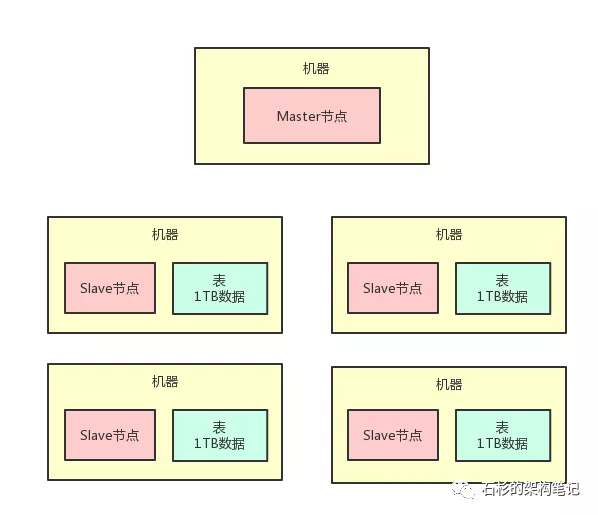 机器
Master节点
机器
Slave节点
表
1TB数据
机器
Slave节点
表
1TB数据
机器
Slave节点
表
1TB数据
机器
Slave节点
表
1TB数据
石杉的架构笔记